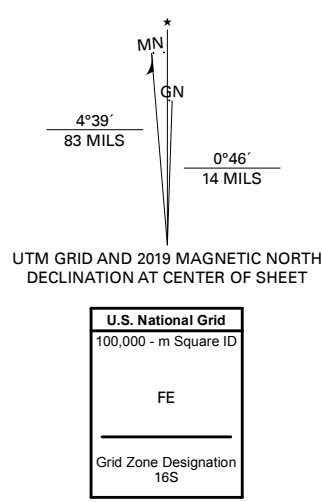 MN
GN
4°39´
83 MILS
0°46´
14 MILS
UTM GRID AND 2019 MAGNETIC NORTH
DECLINATION AT CENTER OF SHEET
U.S. National Grid
100,000 - m Square ID
FE
Grid Zone Designation
16S